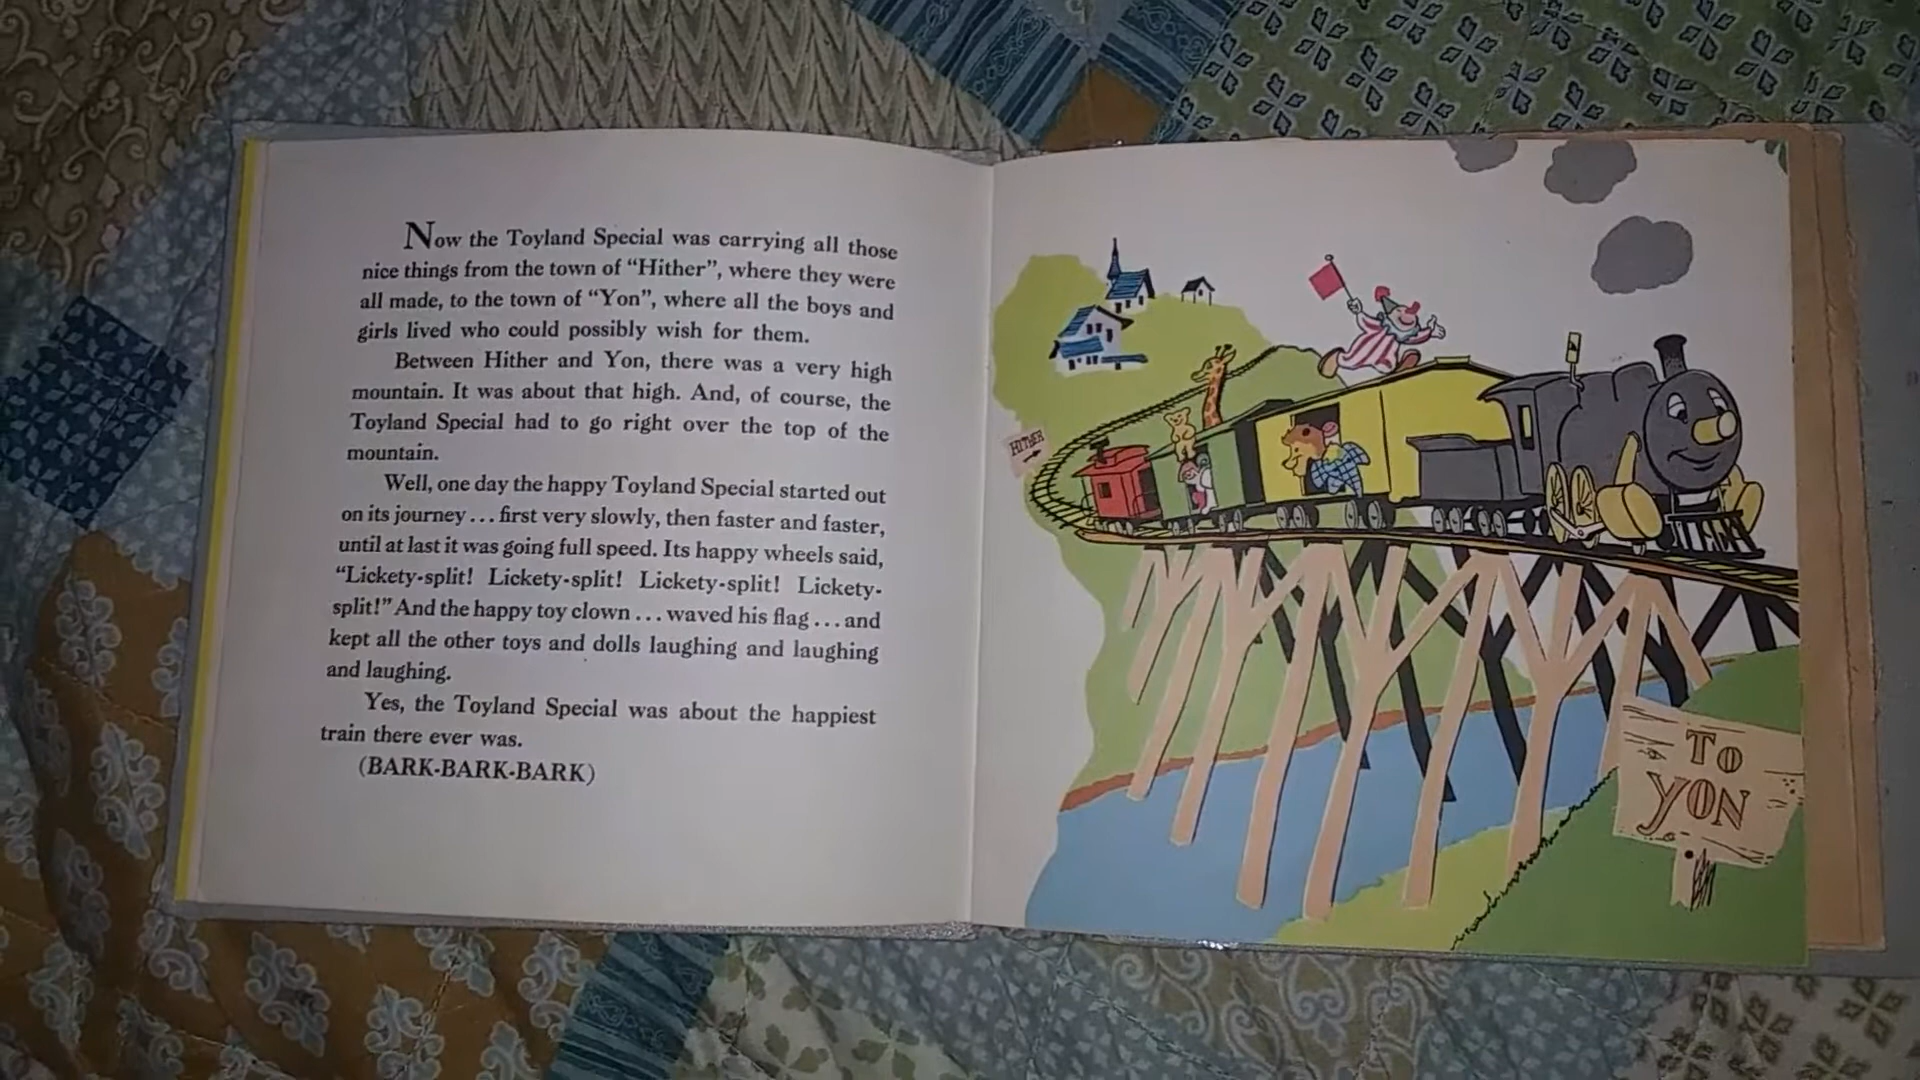 Now the Toyland Special was carrying all those
nice things from the town of “Hither”, where they were
all made, to the town of “Yon”, where all the boys and
girls lived who could possibly wish for them.
Between Hither and Yon, there was a very high
mountain. It was about that high. And, of course, the
Toyland Special had to go right over the top of the
mountain.
Well, one day the happy Toyland Special started out
on its journey ... first very slowly, then faster and faster,
until at last it was going full speed. Its happy wheels said,
“Lickety-split! Lickety-split! Lickety-split! Lickety-
split!” And the happy toy clown ... waved his flag ... and
kept all the other toys and dolls laughing and laughing
and laughing.
Yes, the Toyland Special was about the happiest
train there ever was.
(BARK-BARK-BARK)
HITHER
TO
YON